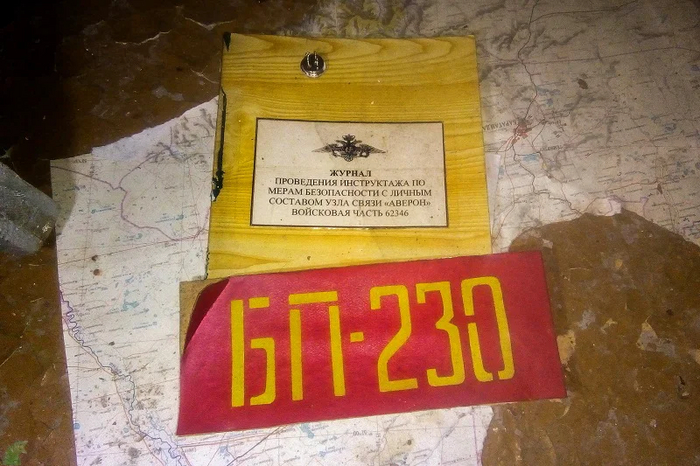 ЖУРНАЛ
ПРОВЕДЕНИЯ ИНСТРУКТАЖА ПО
МЕРАМ БЕЗОПАСНОСТИ С ЛИЧНЫМ
СОСТАВОМ УЗЛА СВЯЗИ «АВЕРОН»
ВОЙСКОВАЯ ЧАСТЬ 62346
БП-230